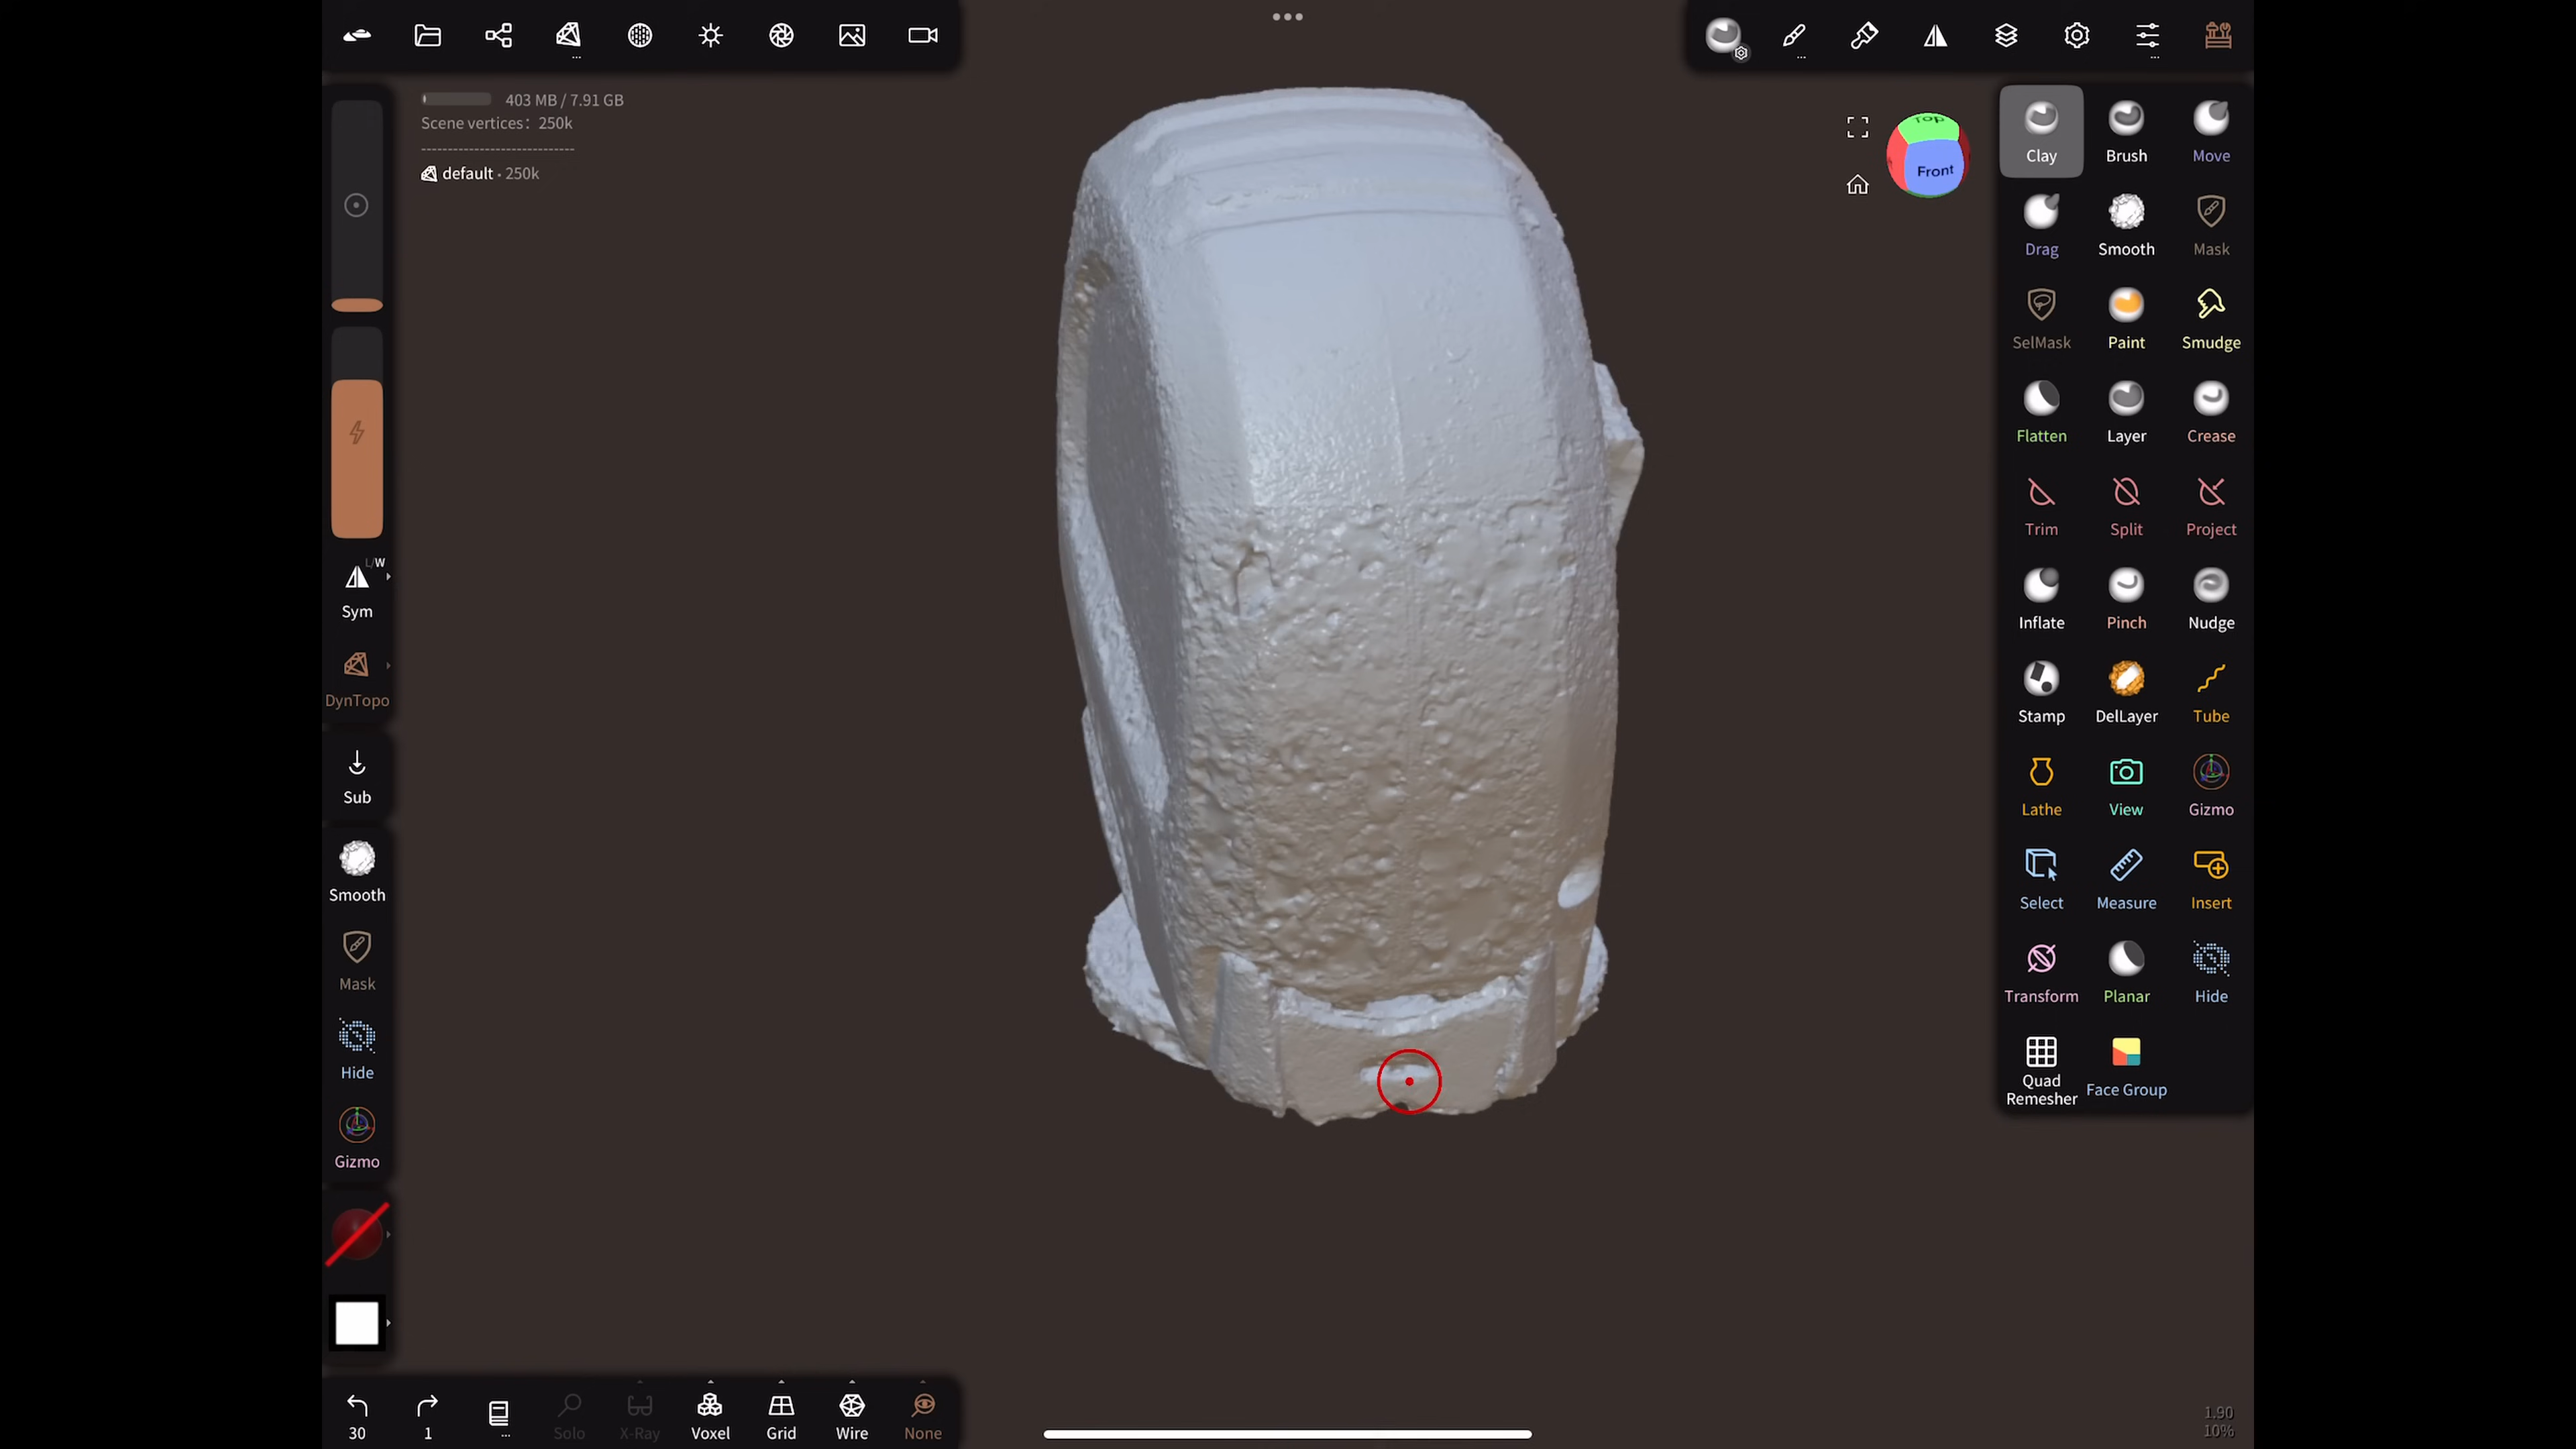 403 MB / 7.91 GB
Scene vertices: 250k
default • 250k
Top
Front
Clay
Brush
Move
Drag
Smooth
Mask
SelMask
Paint
Smudge
Flatten
Layer
Crease
Trim
Split
Project
Inflate
Pinch
Nudge
Stamp
DelLayer
Tube
Lathe
View
Gizmo
Select
Measure
Insert
Transform
Planar
Hide
Quad
Remesher
Face Group
L/W
Sym
DynTopo
Sub
Smooth
Mask
Hide
Gizmo
30
1
Solo
X-Ray
Voxel
Grid
Wire
None
1.90
10%